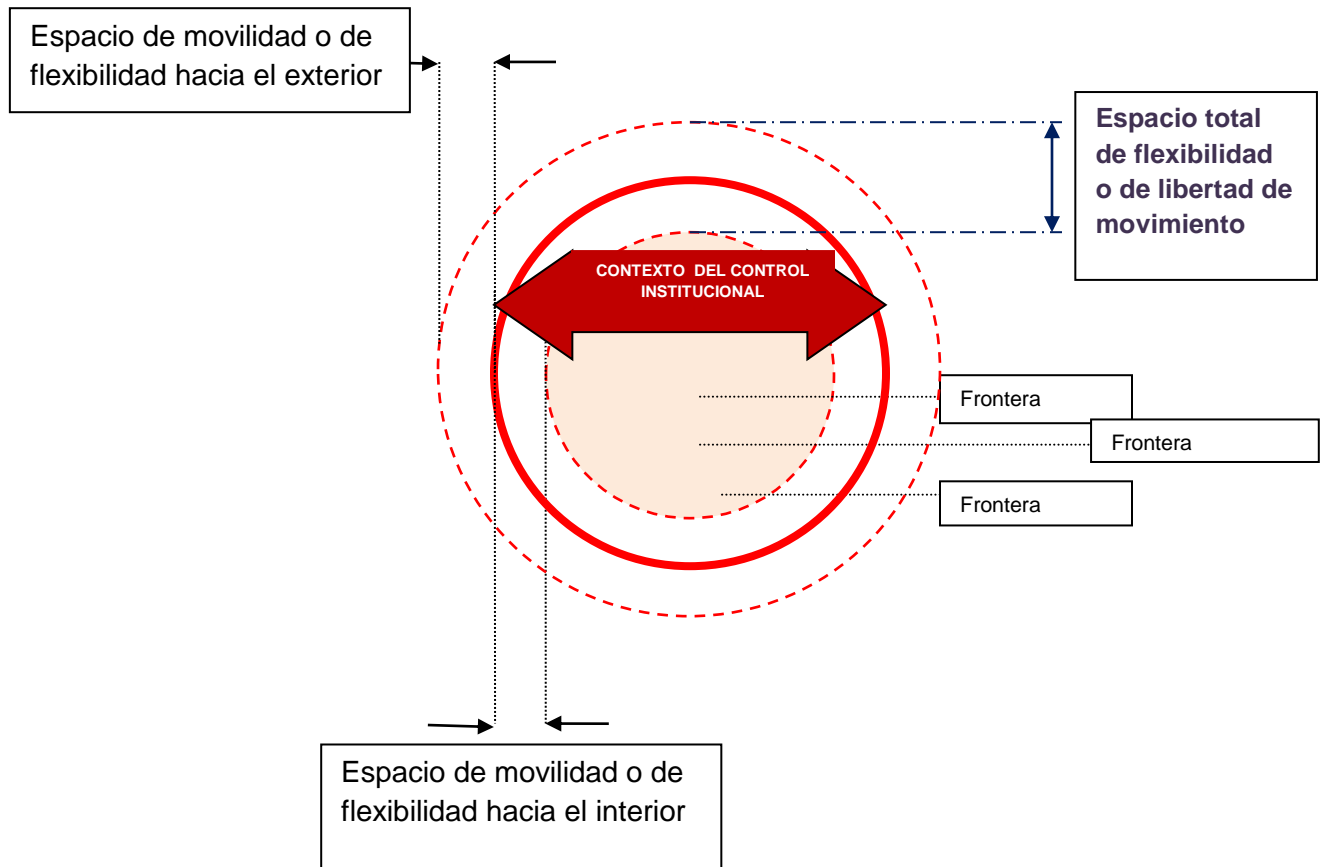 Espacio de movilidad o de
flexibilidad hacia el exterior
Espacio total
de flexibilidad
o de libertad de
movimiento
CONTEXTO DEL CONTROL
INSTITUCIONAL
Frontera
Frontera
Frontera
Espacio de movilidad o de
flexibilidad hacia el interior